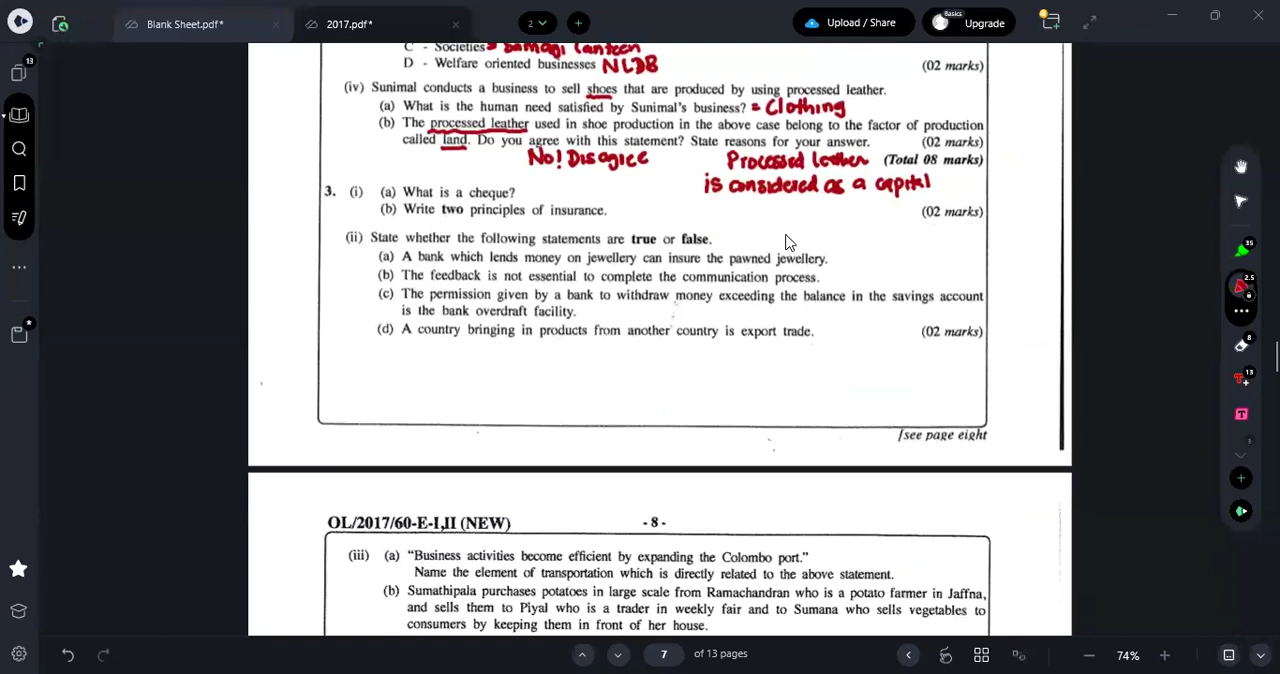 Blank Sheet.pdf*
2017.pdf*
2
Upload / Share
Basics
Upgrade
C - Societies = Samagi Canteen
D - Welfare oriented businesses NLDB (02 marks)
(iv) Sunimal conducts a business to sell shoes that are produced by using processed leather.
(a) What is the human need satisfied by Sunimal's business? = Clothing
(b) The processed leather used in shoe production in the above case belong to the factor of production
called land. Do you agree with this statement? State reasons for your answer. (02 marks)
No! Disagree Processed leather (Total 08 marks)
is considered as a capital
3. (i) (a) What is a cheque?
(b) Write two principles of insurance. (02 marks)
(ii) State whether the following statements are true or false.
(a) A bank which lends money on jewellery can insure the pawned jewellery.
(b) The feedback is not essential to complete the communication process.
(c) The permission given by a bank to withdraw money exceeding the balance in the savings account
is the bank overdraft facility.
(d) A country bringing in products from another country is export trade. (02 marks)
[see page eight
OL/2017/60-E-I,II (NEW) - 8 -
(iii) (a) “Business activities become efficient by expanding the Colombo port.”
Name the element of transportation which is directly related to the above statement.
(b) Sumathipala purchases potatoes in large scale from Ramachandran who is a potato farmer in Jaffna,
and sells them to Piyal who is a trader in weekly fair and to Sumana who sells vegetables to
consumers by keeping them in front of her house.
13
35
2.5
8
13
3
7 of 13 pages
74%